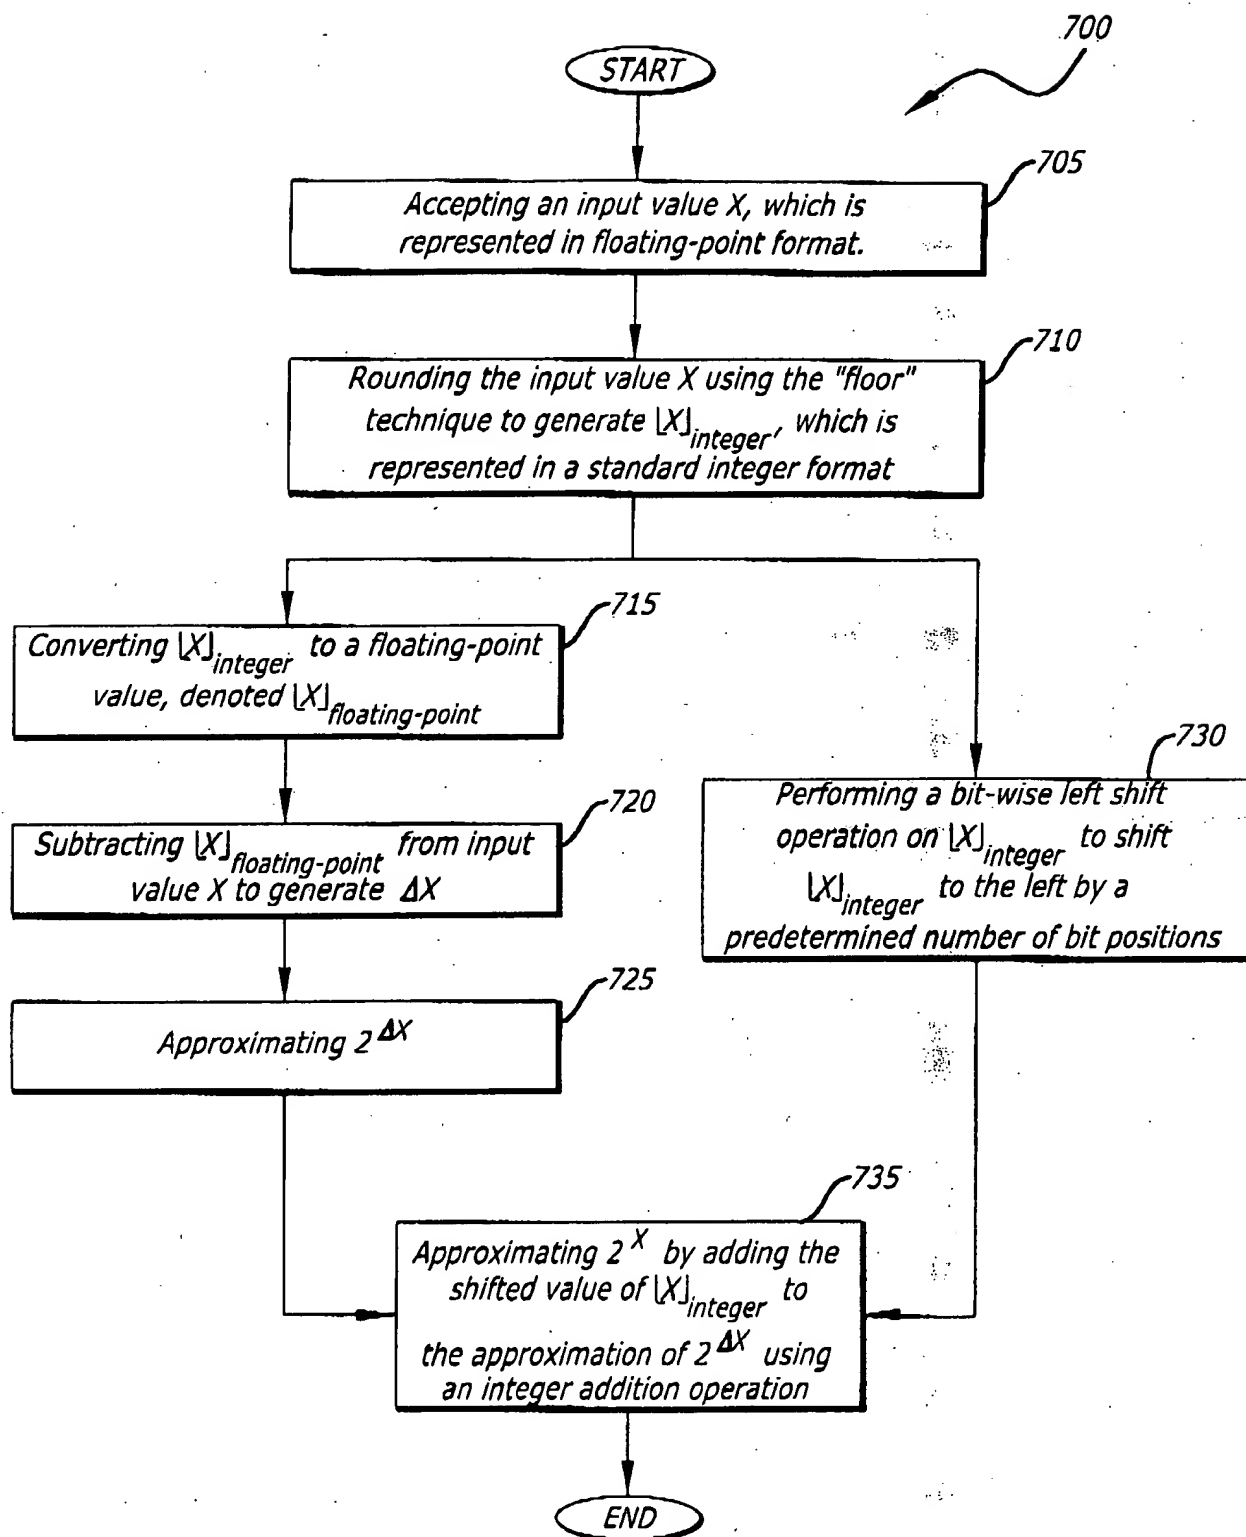 700
START
705
Accepting an input value X, which is
represented in floating-point format.
710
Rounding the input value X using the "floor"
technique to generate ⌊X⌋integer, which is
represented in a standard integer format
715
Converting ⌊X⌋integer to a floating-point
value, denoted ⌊X⌋floating-point
720
Subtracting ⌊X⌋floating-point from input
value X to generate ΔX
725
Approximating 2^ΔX
730
Performing a bit-wise left shift
operation on ⌊X⌋integer to shift
⌊X⌋integer to the left by a
predetermined number of bit positions
735
Approximating 2^X by adding the
shifted value of ⌊X⌋integer to
the approximation of 2^ΔX using
an integer addition operation
END